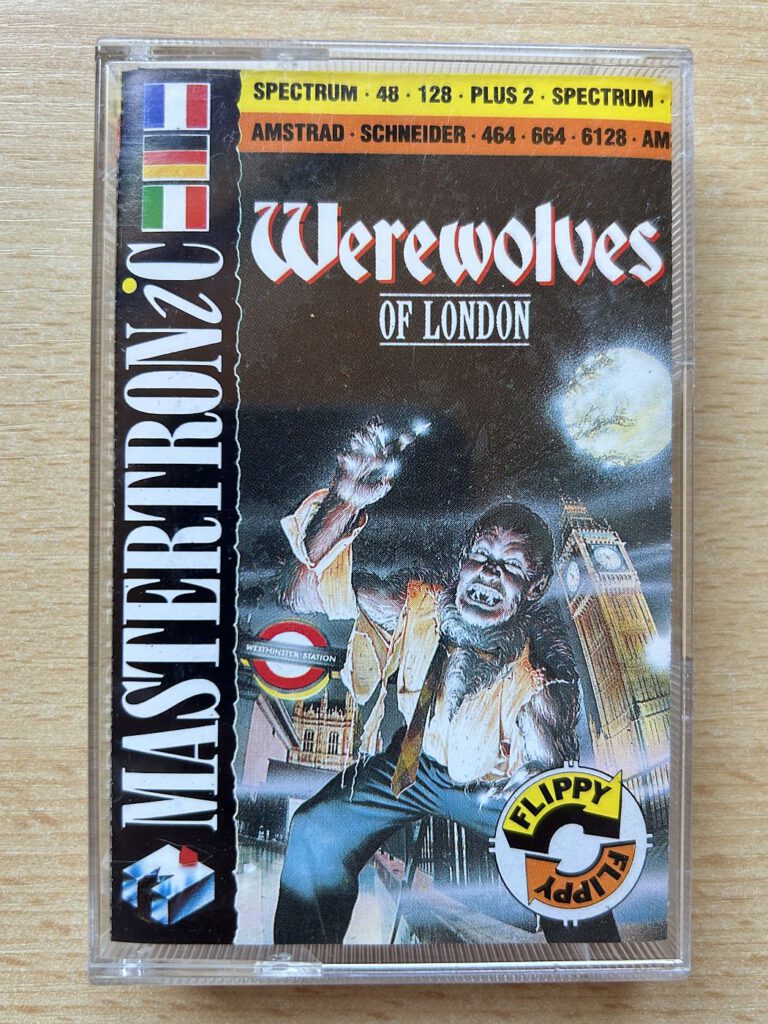 SPECTRUM · 48 · 128 · PLUS 2 · SPECTRUM ·
AMSTRAD · SCHNEIDER · 464 · 664 · 6128 · AM
MASTERTRONiC
Werewolves
OF LONDON
WESTMINSTER STATION
FLIPPY
FLIPPY